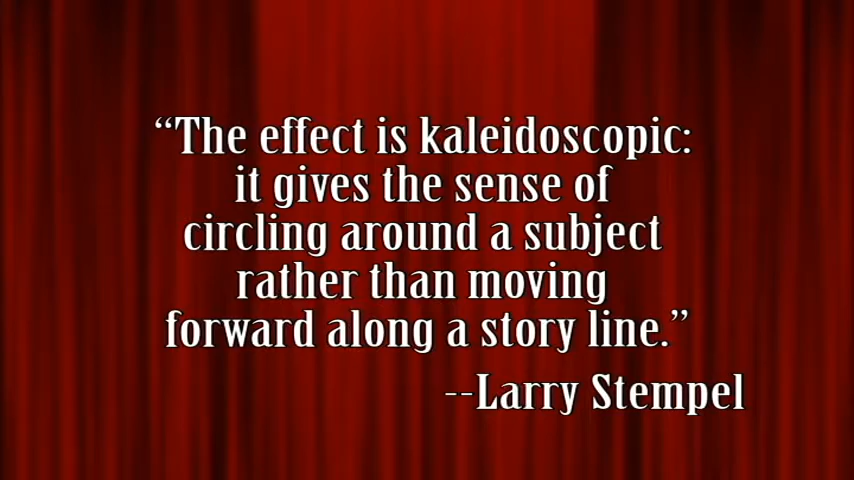 “The effect is kaleidoscopic:
it gives the sense of
circling around a subject
rather than moving
forward along a story line.”
--Larry Stempel